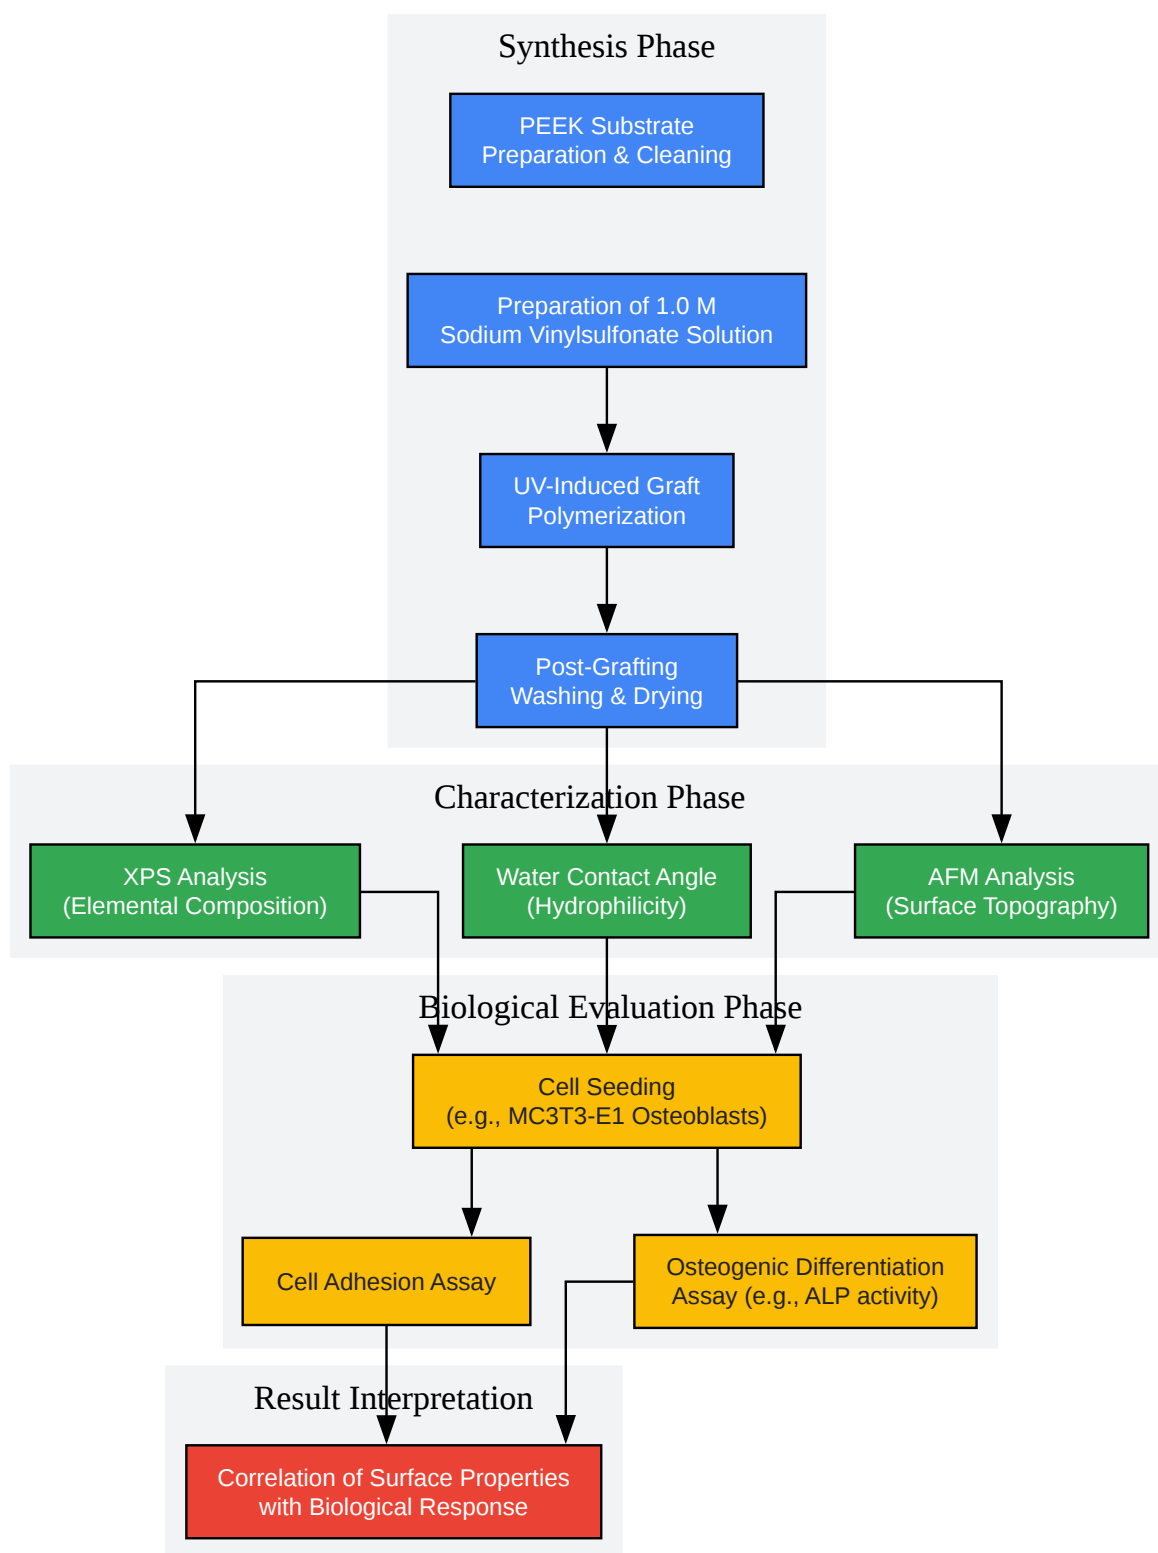 Synthesis Phase
PEEK Substrate
Preparation & Cleaning
Preparation of 1.0 M
Sodium Vinylsulfonate Solution
UV-Induced Graft
Polymerization
Post-Grafting
Washing & Drying
Characterization Phase
XPS Analysis
(Elemental Composition)
Water Contact Angle
(Hydrophilicity)
AFM Analysis
(Surface Topography)
Biological Evaluation Phase
Cell Seeding
(e.g., MC3T3-E1 Osteoblasts)
Cell Adhesion Assay
Osteogenic Differentiation
Assay (e.g., ALP activity)
Result Interpretation
Correlation of Surface Properties
with Biological Response